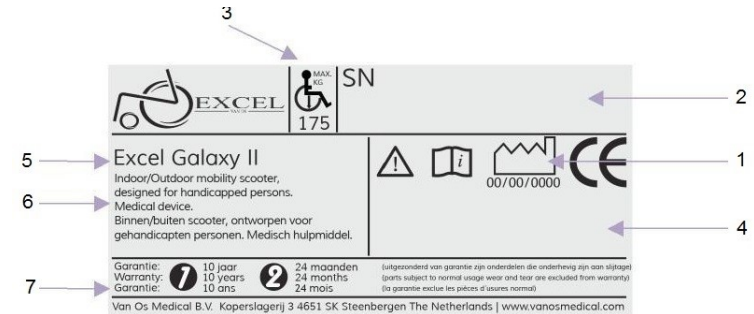 3
EXCEL
VAN OS
MAX.
KG
175
SN
2
1
00/00/0000
CE
5
Excel Galaxy II
Indoor/Outdoor mobility scooter,
designed for handicapped persons.
6
Medical device.
Binnen/buiten scooter, ontworpen voor
gehandicapten personen. Medisch hulpmiddel.
4
7
Garantie: 1 10 jaar 2 24 maanden (uitgezonderd van garantie zijn onderdelen die onderhevig zijn aan slijtage)
Warranty: 10 years 24 months (parts subject to normal usage wear and tear are excluded from warranty)
Garantie: 10 ans 24 mois (la garantie exclue les pièces d'usures normal)
Van Os Medical B.V. Koperslagerij 3 4651 SK Steenbergen The Netherlands | www.vanosmedical.com